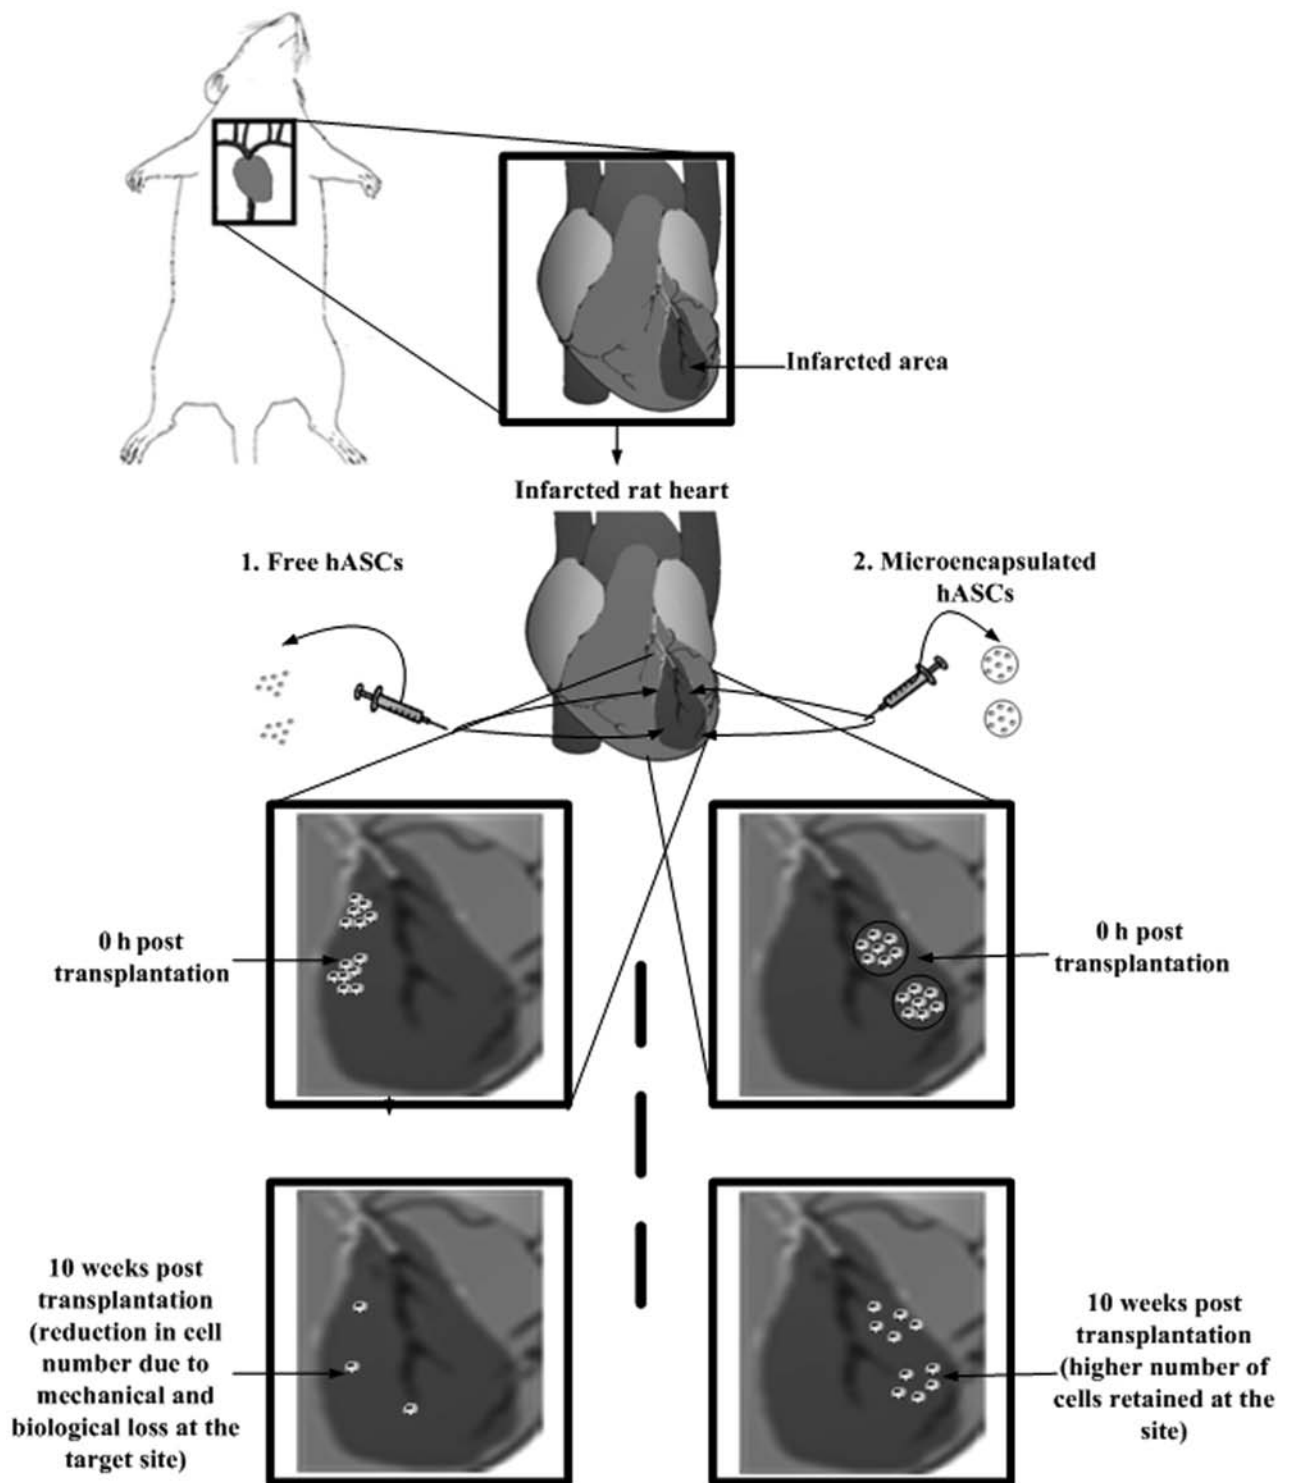 Infarcted area
Infarcted rat heart
1. Free hASCs
2. Microencapsulated
hASCs
0 h post
transplantation
0 h post
transplantation
10 weeks post
transplantation
(reduction in cell
number due to
mechanical and
biological loss at the
target site)
10 weeks post
transplantation
(higher number of
cells retained at the
site)